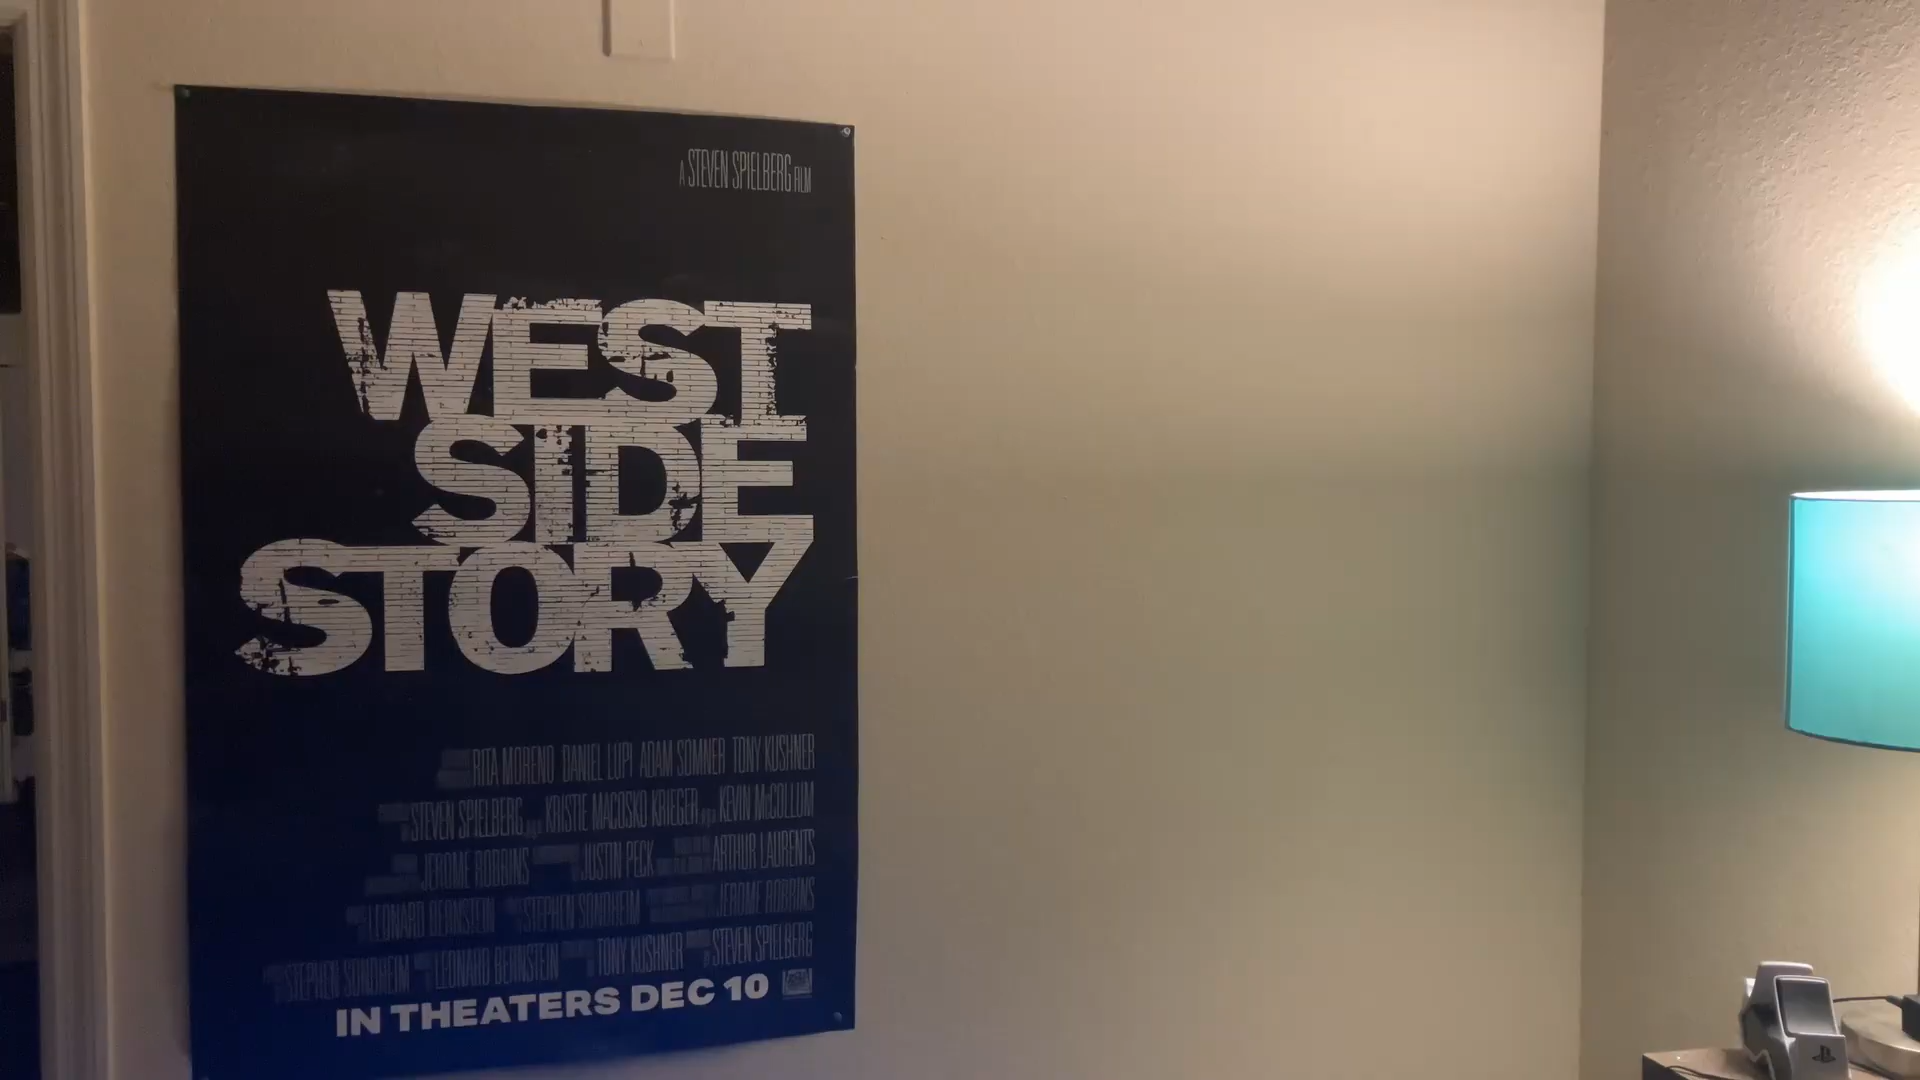 A STEVEN SPIELBERG FILM
WEST
SIDE
STORY
RITA MORENO DANIEL LUPI ADAM SOMNER TONY KUSHNER
STEVEN SPIELBERG KRISTIE MACOSKO KRIEGER KEVIN McCOLLUM
JEROME ROBBINS JUSTIN PECK ARTHUR LAURENTS
LEONARD BERNSTEIN STEPHEN SONDHEIM JEROME ROBBINS
STEPHEN SONDHEIM LEONARD BERNSTEIN TONY KUSHNER STEVEN SPIELBERG
IN THEATERS DEC 10